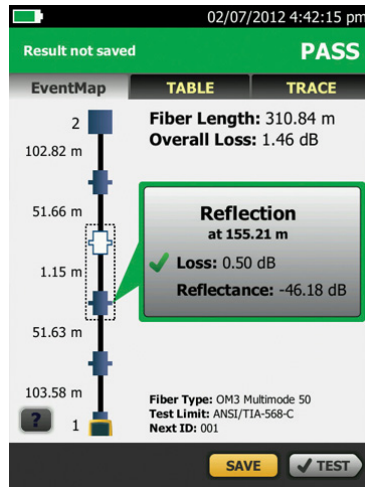 02/07/2012 4:42:15 pm
Result not saved
PASS
EventMap
TABLE
TRACE
2
Fiber Length: 310.84 m
Overall Loss: 1.46 dB
102.82 m
51.66 m
Reflection
at 155.21 m
Loss: 0.50 dB
Reflectance: -46.18 dB
1.15 m
51.63 m
103.58 m
Fiber Type: OM3 Multimode 50
Test Limit: ANSI/TIA-568-C
Next ID: 001
?
1
SAVE
TEST